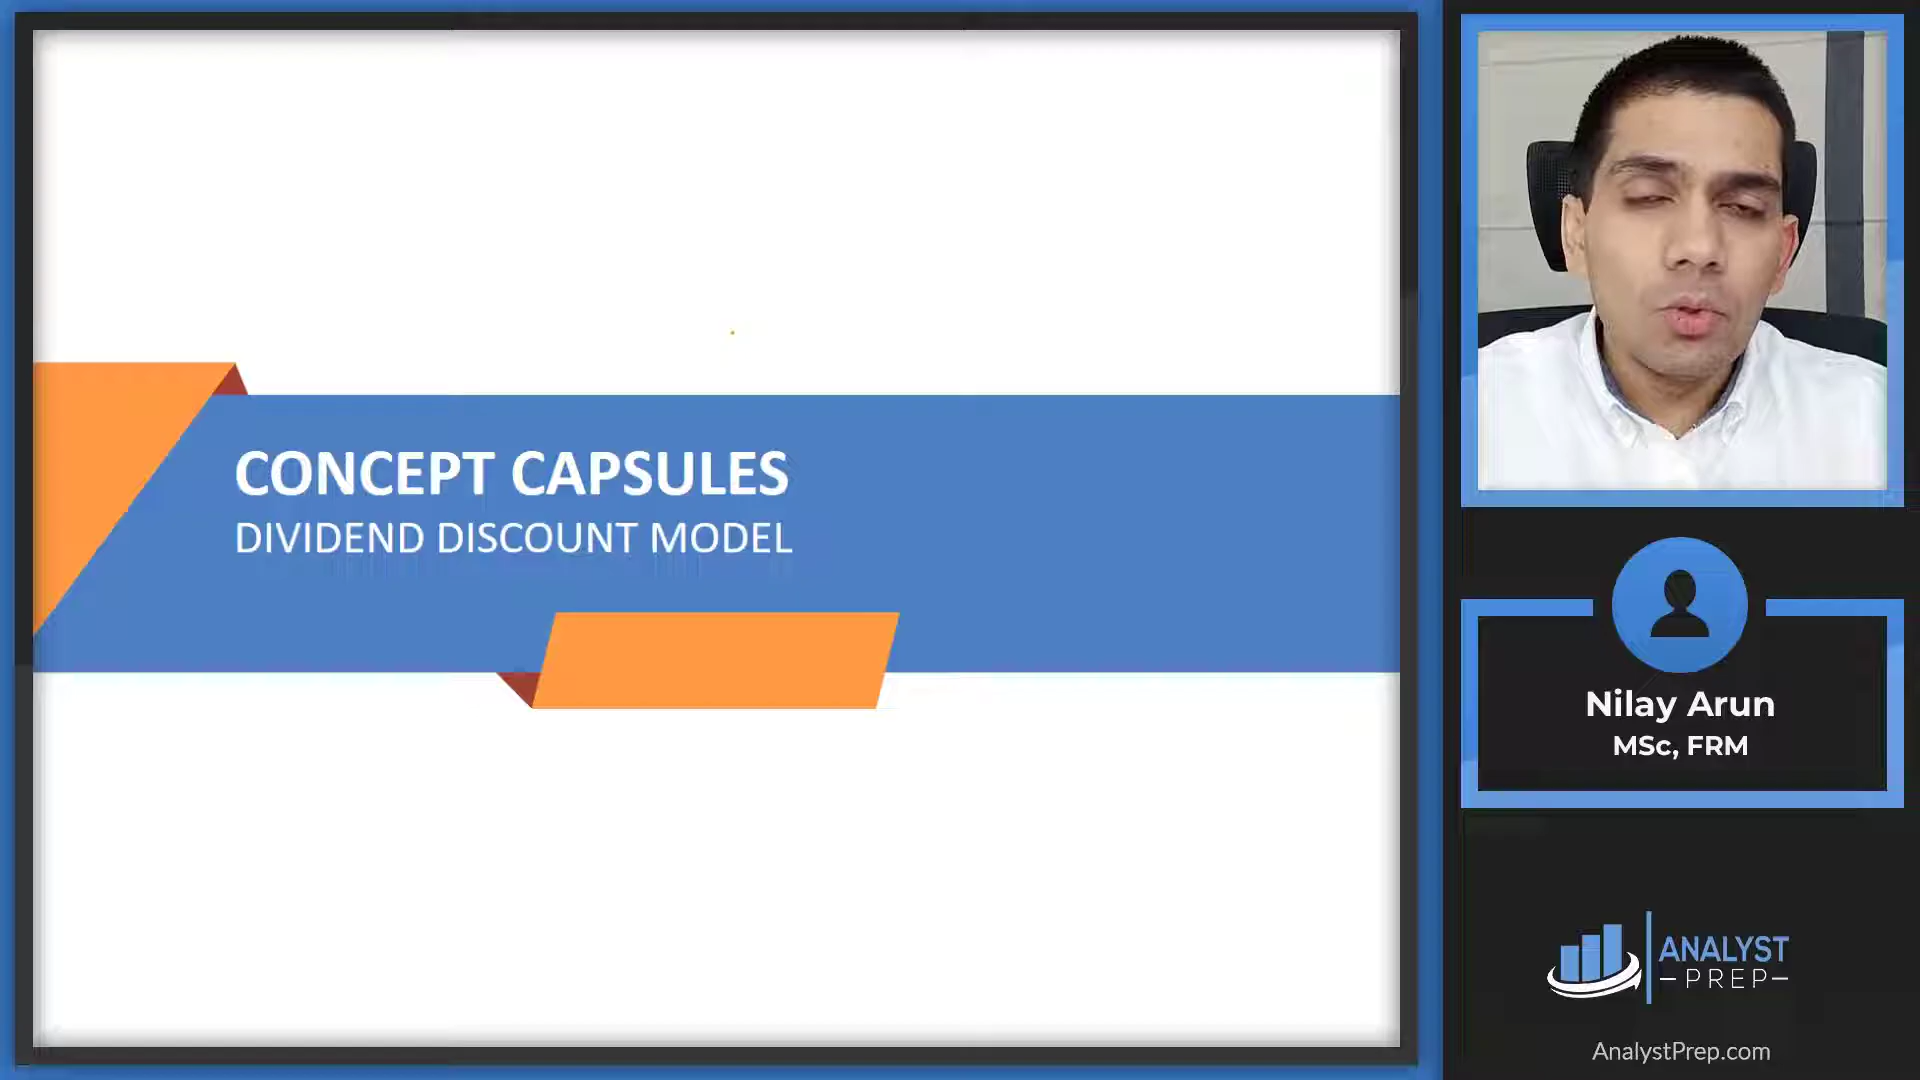 CONCEPT CAPSULES
DIVIDEND DISCOUNT MODEL
Nilay Arun
MSc, FRM
ANALYST
PREP
AnalystPrep.com